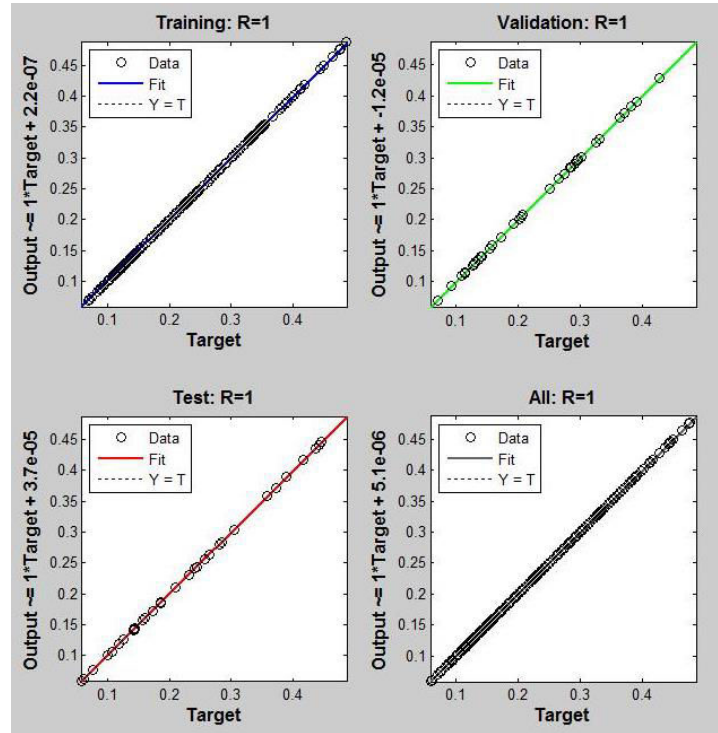 Training: R=1
Output ~= 1*Target + 2.2e-07
0.45
0.4
0.35
0.3
0.25
0.2
0.15
0.1
Data
Fit
Y = T
0.1 0.2 0.3 0.4
Target
Validation: R=1
Output ~= 1*Target + -1.2e-05
0.45
0.4
0.35
0.3
0.25
0.2
0.15
0.1
Data
Fit
Y = T
0.1 0.2 0.3 0.4
Target
Test: R=1
Output ~= 1*Target + 3.7e-05
0.45
0.4
0.35
0.3
0.25
0.2
0.15
0.1
Data
Fit
Y = T
0.1 0.2 0.3 0.4
Target
All: R=1
Output ~= 1*Target + 5.1e-06
0.45
0.4
0.35
0.3
0.25
0.2
0.15
0.1
Data
Fit
Y = T
0.1 0.2 0.3 0.4
Target